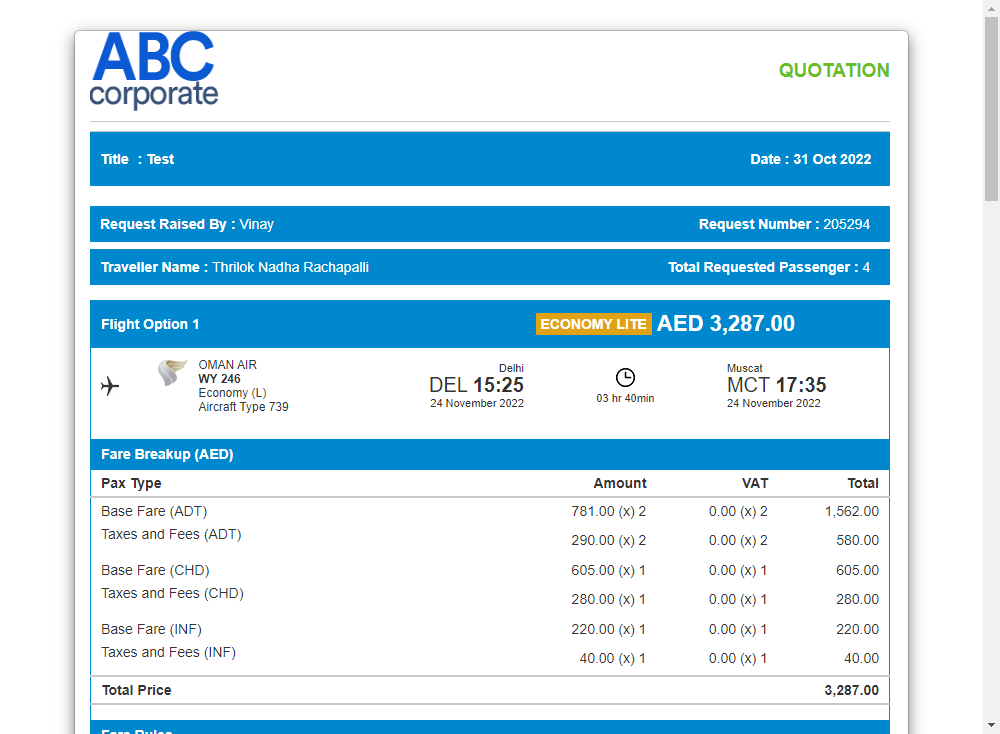 ABC
corporate
QUOTATION
Title : Test
Date : 31 Oct 2022
Request Raised By : Vinay
Request Number : 205294
Traveller Name : Thrilok Nadha Rachapalli
Total Requested Passenger : 4
Flight Option 1
ECONOMY LITE AED 3,287.00
OMAN AIR
WY 246
Economy (L)
Aircraft Type 739
Delhi
DEL 15:25
24 November 2022
03 hr 40min
Muscat
MCT 17:35
24 November 2022
Fare Breakup (AED)
Pax Type Amount VAT Total
Base Fare (ADT) 781.00 (x) 2 0.00 (x) 2 1,562.00
Taxes and Fees (ADT) 290.00 (x) 2 0.00 (x) 2 580.00
Base Fare (CHD) 605.00 (x) 1 0.00 (x) 1 605.00
Taxes and Fees (CHD) 280.00 (x) 1 0.00 (x) 1 280.00
Base Fare (INF) 220.00 (x) 1 0.00 (x) 1 220.00
Taxes and Fees (INF) 40.00 (x) 1 0.00 (x) 1 40.00
Total Price 3,287.00
Fare Rules